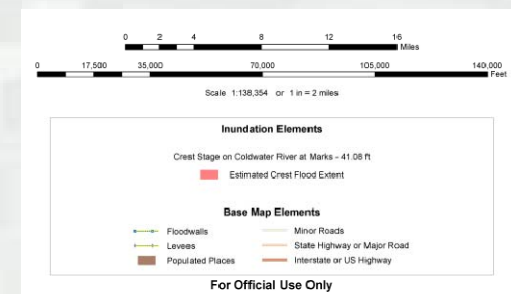 0 2 4 8 12 16
Miles
0 17,500 35,000 70,000 105,000 140,000
Feet
Scale 1:138,354 or 1 in = 2 miles
Inundation Elements
Crest Stage on Coldwater River at Marks - 41.08 ft
Estimated Crest Flood Extent
Base Map Elements
Floodwalls Minor Roads
Levees State Highway or Major Road
Populated Places Interstate or US Highway
For Official Use Only